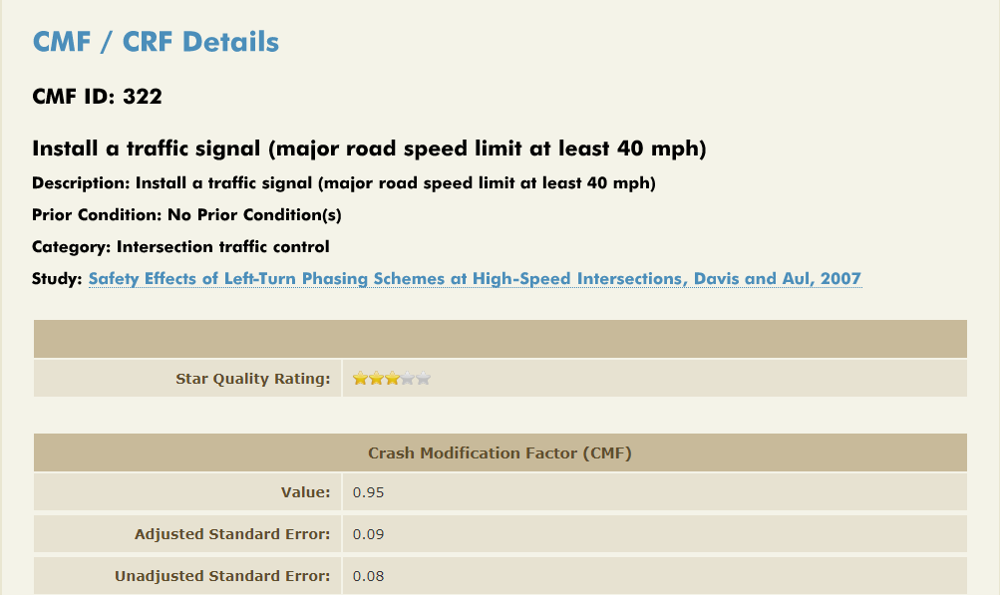 CMF / CRF Details
CMF ID: 322
Install a traffic signal (major road speed limit at least 40 mph)
Description: Install a traffic signal (major road speed limit at least 40 mph)
Prior Condition: No Prior Condition(s)
Category: Intersection traffic control
Study: Safety Effects of Left-Turn Phasing Schemes at High-Speed Intersections, Davis and Aul, 2007
Star Quality Rating:
Crash Modification Factor (CMF)
Value: 0.95
Adjusted Standard Error: 0.09
Unadjusted Standard Error: 0.08